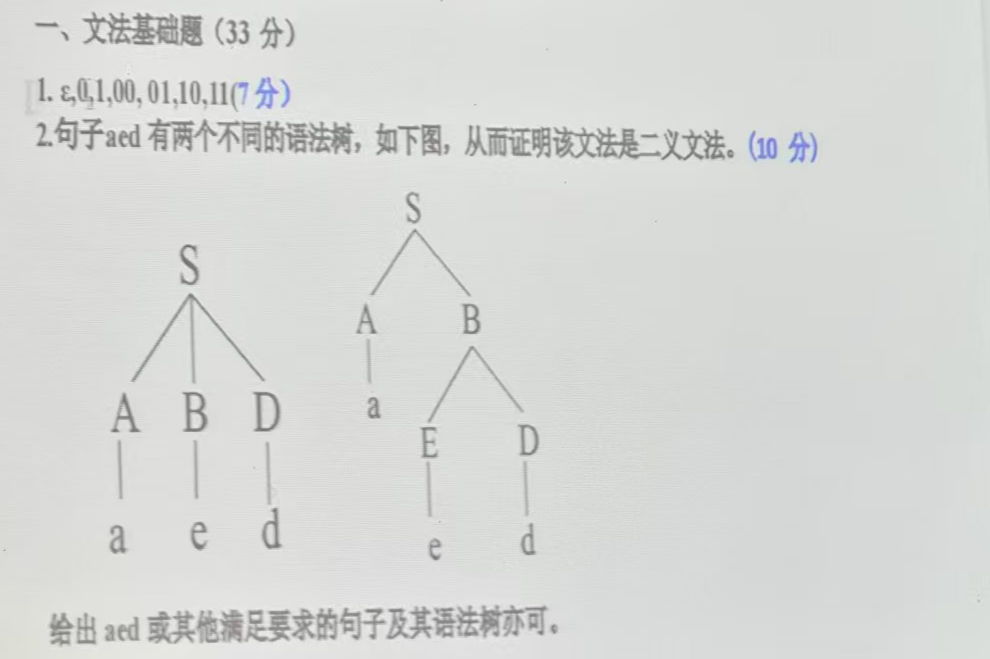 一、文法基础题（33 分）
1. ε,0,1,00, 01,10,11(7分）
2.句子aed 有两个不同的语法树，如下图，从而证明该文法是二义文法。(10 分)
S
A B D
a e d
S
A B
a
E D
e d
给出 aed 或其他满足要求的句子及其语法树亦可。